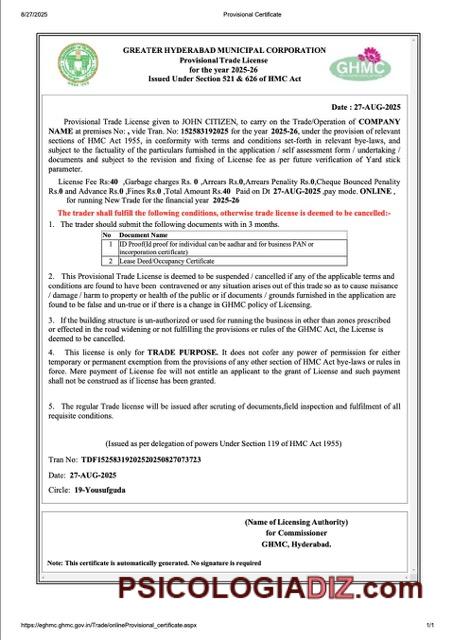 8/27/2025 Provisional Certificate
GREATER HYDERABAD MUNICIPAL CORPORATION
Provisional Trade License
for the year 2025-26
Issued Under Section 521 & 626 of HMC Act
GHMC
Date : 27-AUG-2025
Provisional Trade License given to JOHN CITIZEN, to carry on the Trade/Operation of COMPANY
NAME at premises No: , vide Tran. No: 152583192025 for the year 2025-26, under the provision of relevant
sections of HMC Act 1955, in conformity with terms and conditions set-forth in relevant bye-laws, and
subject to the factuality of the particulars furnished in the application / self assessment form / undertaking /
documents and subject to the revision and fixing of License fee as per future verification of Yard stick
parameter.
License Fee Rs:40 ,Garbage charges Rs. 0 ,Arrears Rs.0,Arrears Penality Rs.0,Cheque Bounced Penality
Rs.0 and Advance Rs.0 ,Fines Rs.0 ,Total Amount Rs.40 Paid on Dt 27-AUG-2025 ,pay mode. ONLINE ,
for running New Trade for the financial year 2025-26
The trader shall fulfill the following conditions, otherwise trade license is deemed to be cancelled:-
1. The trader should submit the following documents with in 3 months.
No Document Name
1 ID Proof(Id proof for individual can be aadhar and for business PAN or
incorporation certificate)
2 Lease Deed/Occupancy Certificate
2. This Provisional Trade License is deemed to be suspended / cancelled if any of the applicable terms and
conditions are found to have been contravened or any situation arises out of this trade so as to cause nuisance
/ damage / harm to property or health of the public or if documents / grounds furnished in the application are
found to be false and un-true or if there is a change in GHMC policy of Licensing.
3. If the building structure is un-authorized or used for running the business in other than zones prescribed
or effected in the road widening or not fulfilling the provisions or rules of the GHMC Act, the License is
deemed to be cancelled.
4. This license is only for TRADE PURPOSE. It does not cofer any power of permission for either
temporary or permanent exemption from the provisions of any other section of HMC Act bye-laws or rules in
force. Mere payment of License fee will not entitle an applicant to the grant of License and such payment
shall not be construed as if license has been granted.
5. The regular Trade license will be issued after scruting of documents,field inspection and fulfilment of all
requisite conditions.
(Issued as per delegation of powers Under Section 119 of HMC Act 1955)
Tran No: TDF15258319202520250827073723
Date: 27-AUG-2025
Circle: 19-Yousufguda
(Name of Licensing Authority)
for Commissioner
GHMC, Hyderabad.
Note: This certificate is automatically generated. No signature is required
PSICOLOGIADIZ.com
https://eghmc.ghmc.gov.in/Trade/onlineProvisional_certificate.aspx 1/1